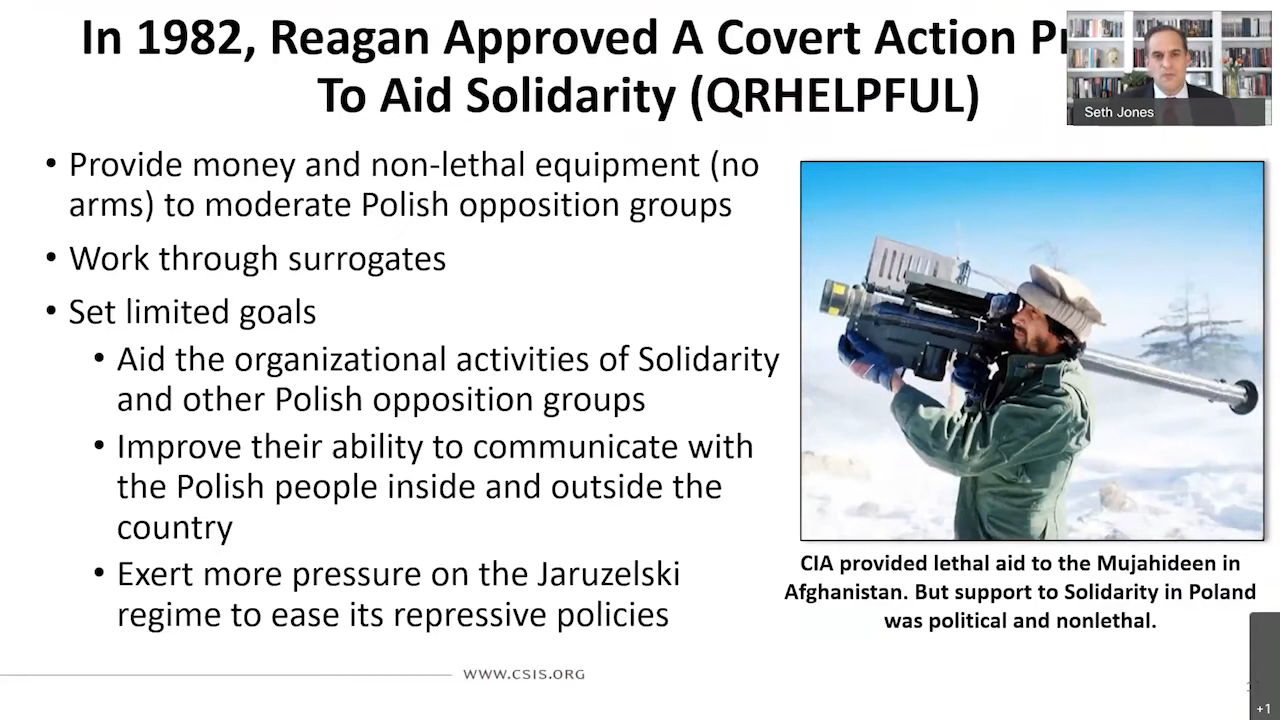 In 1982, Reagan Approved A Covert Action
To Aid Solidarity (QRHELPFUL)
Seth Jones
• Provide money and non-lethal equipment (no
arms) to moderate Polish opposition groups
• Work through surrogates
• Set limited goals
• Aid the organizational activities of Solidarity
and other Polish opposition groups
• Improve their ability to communicate with
the Polish people inside and outside the
country
• Exert more pressure on the Jaruzelski
regime to ease its repressive policies
CIA provided lethal aid to the Mujahideen in
Afghanistan. But support to Solidarity in Poland
was political and nonlethal.
WWW.CSIS.ORG
+1